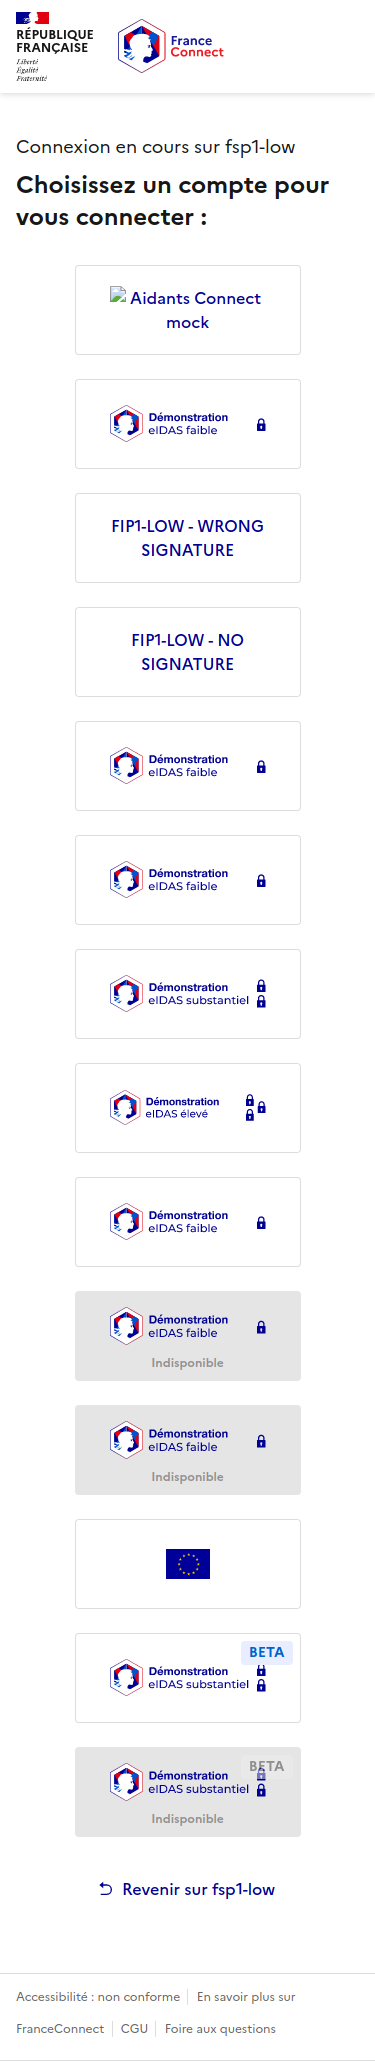 RÉPUBLIQUE
FRANÇAISE
Liberté
Égalité
Fraternité
France
Connect
Connexion en cours sur fsp1-low
Choisissez un compte pour
vous connecter :
Aidants Connect
mock
Démonstration
eIDAS faible
FIP1-LOW - WRONG
SIGNATURE
FIP1-LOW - NO
SIGNATURE
Démonstration
eIDAS faible
Démonstration
eIDAS faible
Démonstration
eIDAS substantiel
Démonstration
eIDAS élevé
Démonstration
eIDAS faible
Démonstration
eIDAS faible
Indisponible
Démonstration
eIDAS faible
Indisponible
BETA
Démonstration
eIDAS substantiel
BETA
Démonstration
eIDAS substantiel
Indisponible
Revenir sur fsp1-low
Accessibilité : non conforme En savoir plus sur
FranceConnect CGU Foire aux questions